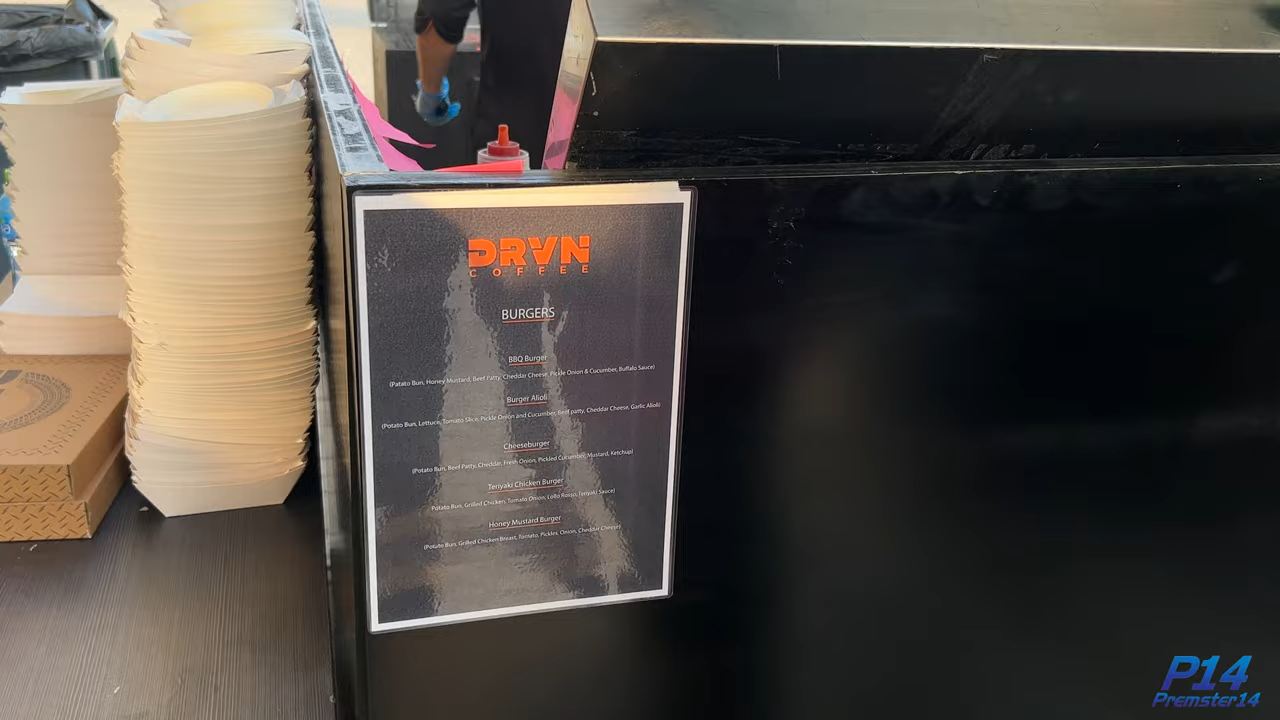 DRVN
COFFEE
BURGERS
BBQ Burger
(Patato Bun, Honey Mustard, Beef Patty, Cheddar Cheese, Pickle Onion & Cucumber, Buffalo Sauce)
Burger Alioli
(Potato Bun, Lettuce, Tomato Slice, Pickle Onion and Cucumber, Beef patty, Cheddar Cheese, Garlic Alioli)
Cheeseburger
(Potato Bun, Beef Patty, Cheddar, Fresh Onion, Pickled Cucumber, Mustard, Ketchup)
Teriyaki Chicken Burger
Potato Bun, Grilled Chicken, Tomato Onion, Lollo Rosso, Teriyaki Sauce)
Honey Mustard Burger
(Potato Bun, Grilled Chicken Breast, Tomato, Pickles, Onion, Cheddar Cheese)
P14
Premster14